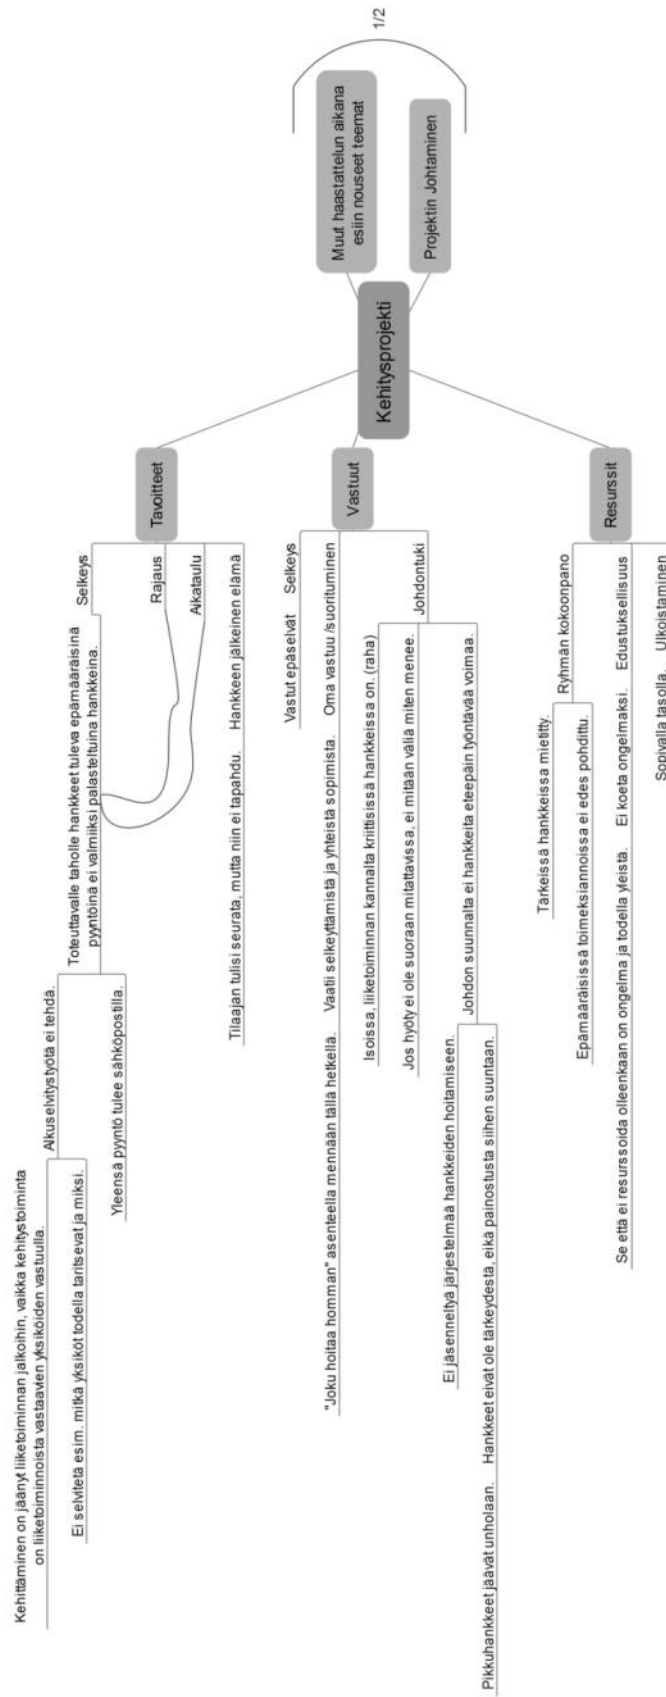 Kehittäminen on jäänyt liiketoiminnan jalkoihin, vaikka kehitystoiminta
on liiketoiminnoista vastaavien yksiköiden vastuulla.
Ei selvitetä esim. mitkä yksiköt todella taritsevat ja miksi.
Alkuselvitystyötä ei tehdä.
Yleensä pyyntö tulee sähköpostilla.
Toteuttavalle taholle hankkeet tuleva epämääräisinä
pyyntöinä ei valmiiksi palasteltuina hankkeina.
Selkeys
Rajaus
Aikataulu
Tilaajan tulisi seurata, mutta niin ei tapahdu.
Hankkeen jälkeinen elämä
Tavoitteet
Vastut epäselvät
Selkeys
"Joku hoitaa homman" asenteella mennään tällä hetkellä.
Vaatii selkeyttämistä ja yhteistä sopimista.
Oma vastuu /suorituminen
Isoissa, liiketoiminnan kannalta kriittisissä hankkeissa on. (raha)
Jos hyöty ei ole suoraan mitattavissa, ei mitään väliä miten menee.
Ei jäsenneltyä järjestelmää hankkeiden hoitamiseen.
Pikkuhankkeet jäävät unholaan.
Hankkeet eivät ole tärkeydestä, eikä painostusta siihen suuntaan.
Johdon suunnalta ei hankkeita eteepäin työntävää voimaa.
Johdontuki
Vastuut
Tärkeissä hankkeissa mietitty.
Epämääräisissä toimeksiannoissa ei edes pohdittu.
Ryhmän kokoonpano
Se että ei resurssoida olleenkaan on ongelma ja todella yleistä.
Ei koeta ongelmaksi.
Edustuksellisuus
Sopivalla tasolla.
Ulkoistaminen
Resurssit
Kehitysprojekti
Muut haastattelun aikana
esiin nouseet teemat
Projektin Johtaminen
1/2